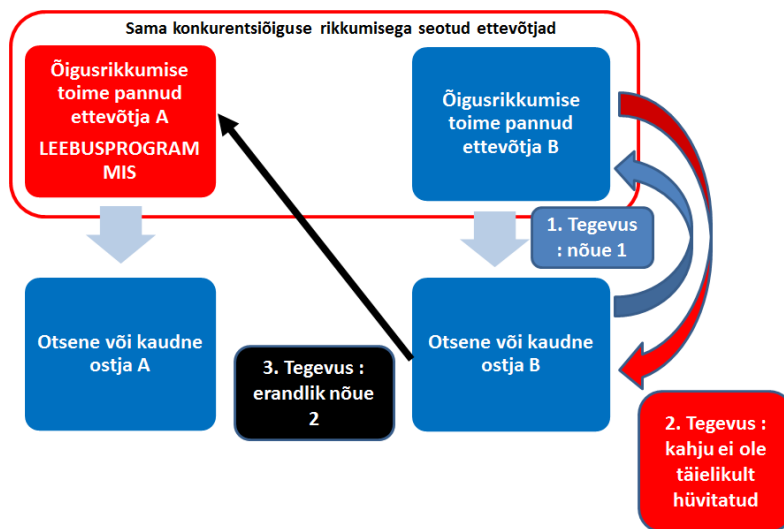 Sama konkurentsiõiguse rikkumisega seotud ettevõtjad
Õigusrikkumise
toime pannud
ettevõtja A
LEEBUSPROGRAM
MIS
Õigusrikkumise
toime pannud
ettevõtja B
1. Tegevus
: nõue 1
Otsene või kaudne
ostja A
3. Tegevus :
erandlik nõue
2
Otsene või kaudne
ostja B
2. Tegevus :
kahju ei ole
täielikult
hüvitatud